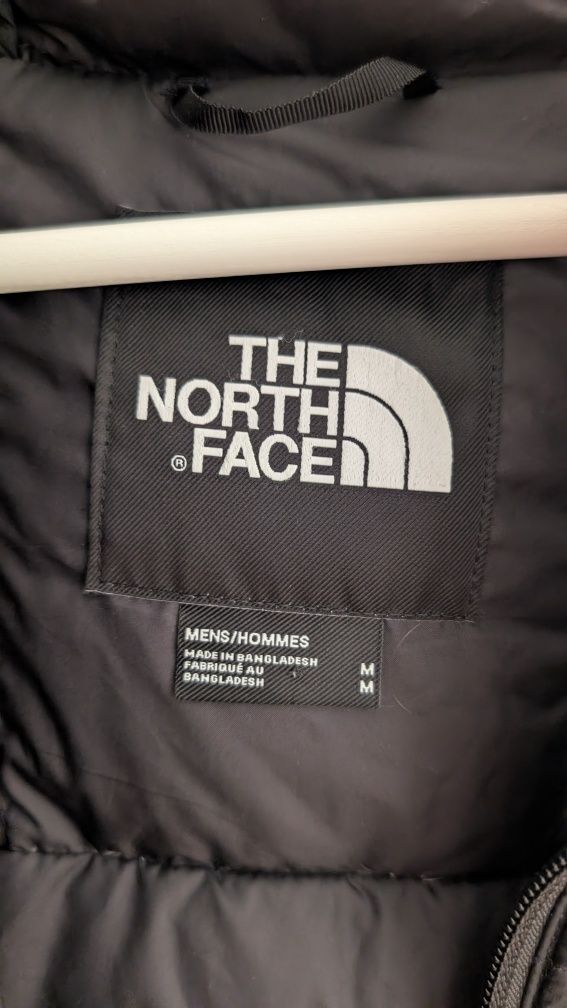 THE
NORTH
® FACE
MENS/HOMMES
MADE IN BANGLADESH M
FABRIQUÉ AU
BANGLADESH M